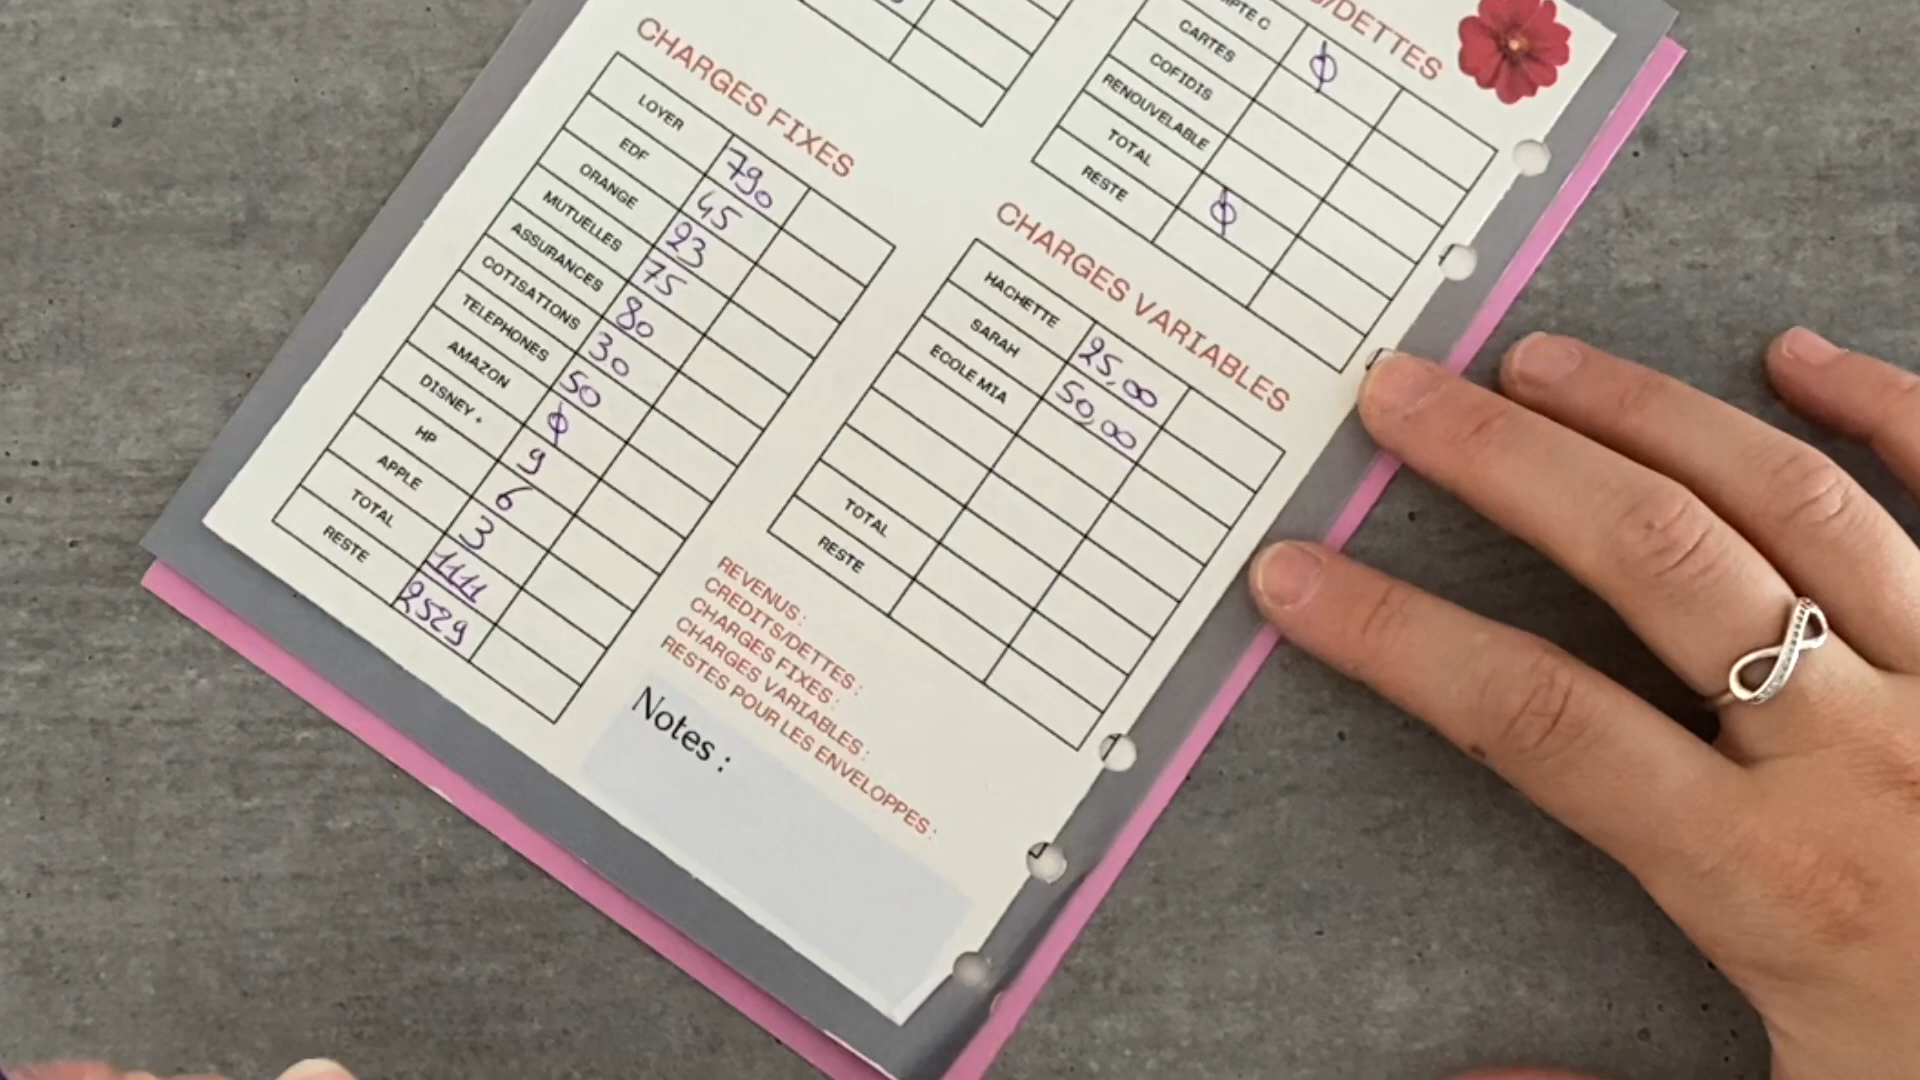 CHARGES FIXES
LOYER 790
EDF 45
ORANGE 23
MUTUELLES 75
ASSURANCES 80
COTISATIONS 30
TELEPHONES 50
AMAZON 0
DISNEY + 9
HP 6
APPLE 3
TOTAL 1111
RESTE 2529
/DETTES
CARTES
COFIDIS
RENOUVELABLE
TOTAL
RESTE
CHARGES VARIABLES
HACHETTE 25,00
SARAH 50,00
ECOLE MIA
TOTAL
RESTE
REVENUS :
CREDITS/DETTES :
CHARGES FIXES :
CHARGES VARIABLES :
RESTES POUR LES ENVELOPPES :
Notes :